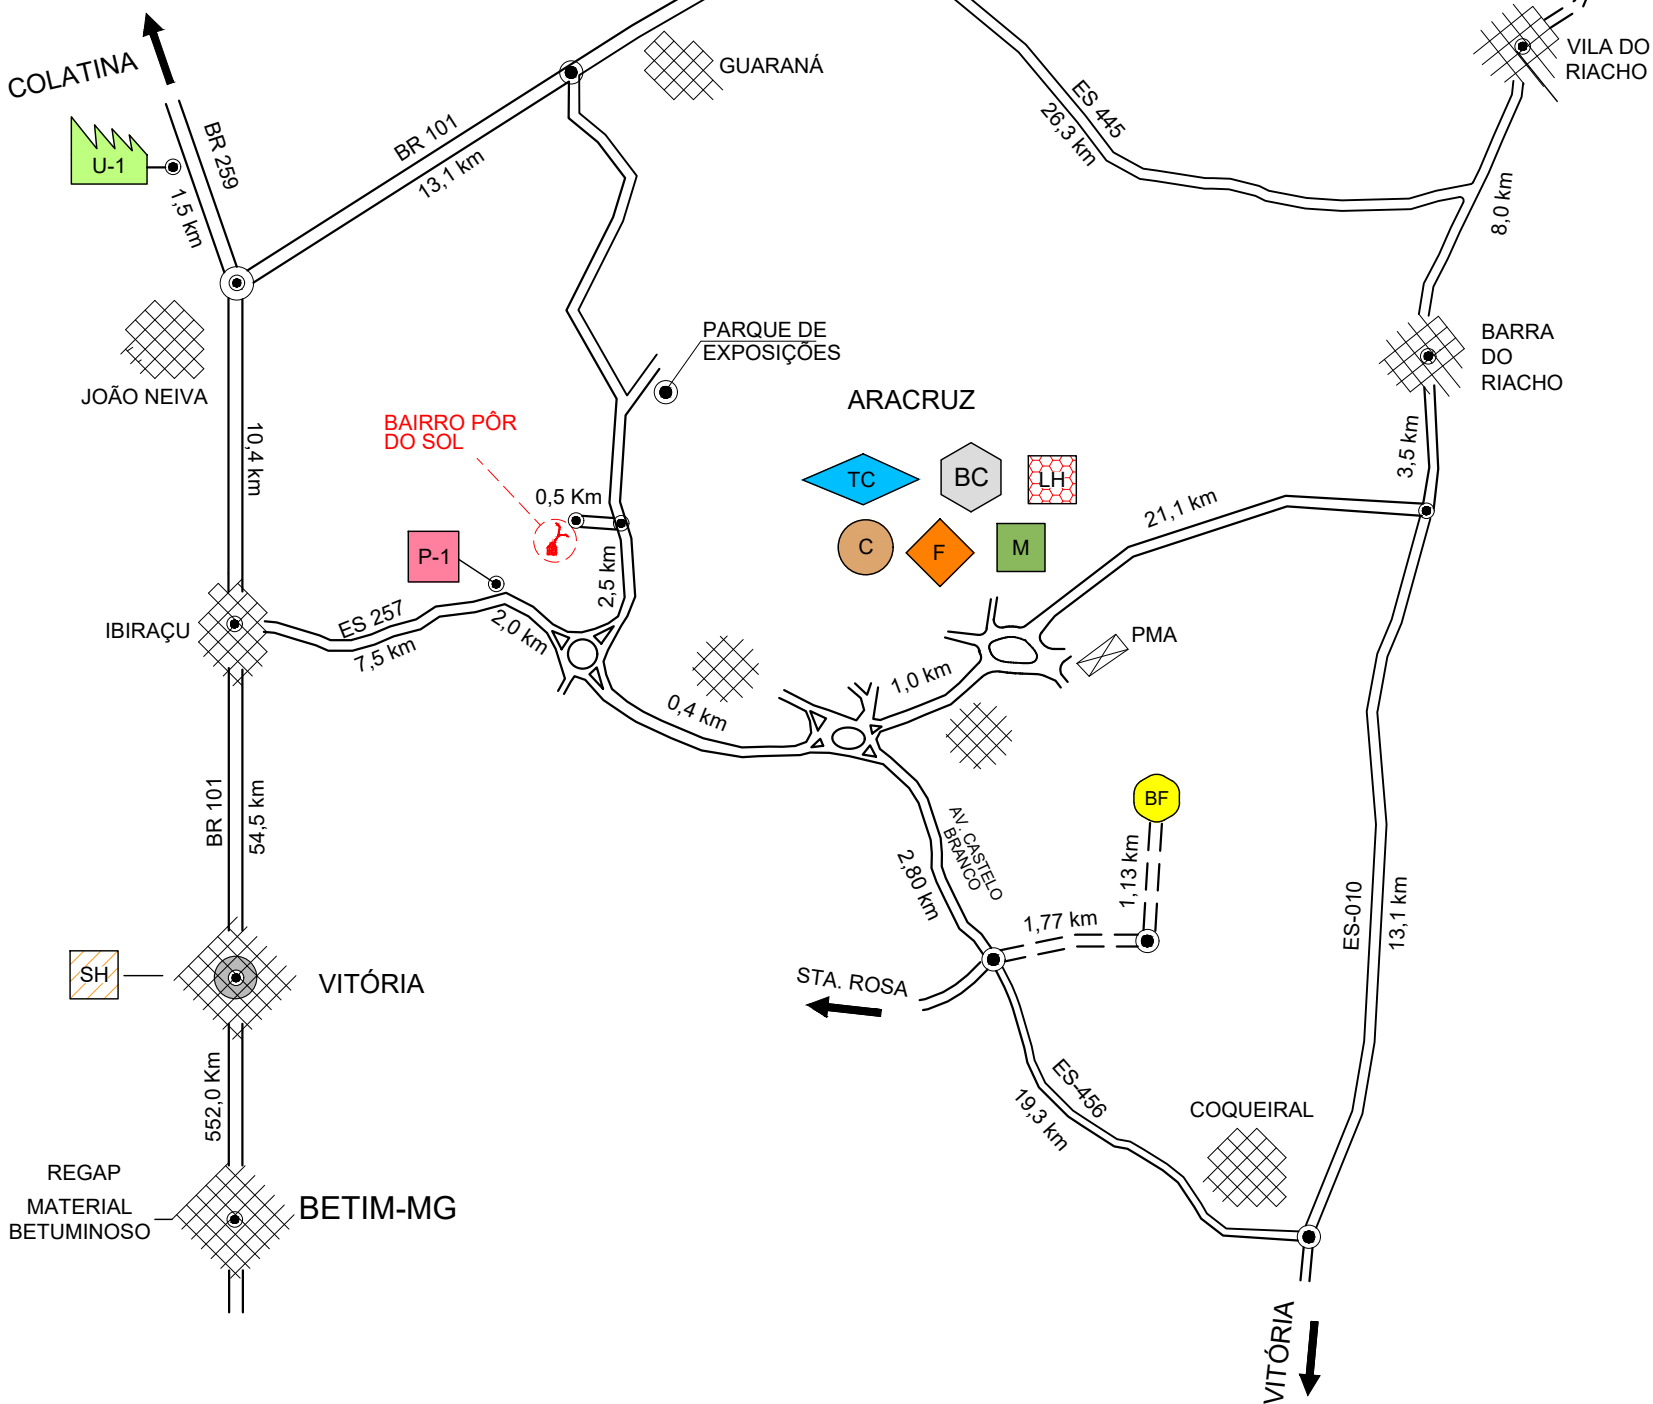 COLATINA
U-1
BR 259
1,5 km
BR 101
13,1 km
GUARANÁ
ES 445
26,3 km
VILA DO
RIACHO
8,0 km
JOÃO NEIVA
10,4 km
PARQUE DE
EXPOSIÇÕES
BARRA
DO
RIACHO
BAIRRO PÔR
DO SOL
ARACRUZ
TC
BC
LH
C
F
M
0,5 Km
P-1
2,5 km
21,1 km
3,5 km
IBIRAÇU
ES 257
7,5 km
2,0 km
PMA
0,4 km
1,0 km
BR 101
54,5 km
BF
AV. CASTELO
BRANCO
2,80 km
1,13 km
1,77 km
ES-010
13,1 km
SH
VITÓRIA
STA. ROSA
552,0 Km
ES-456
19,3 km
COQUEIRAL
REGAP
MATERIAL
BETUMINOSO
BETIM-MG
VITÓRIA